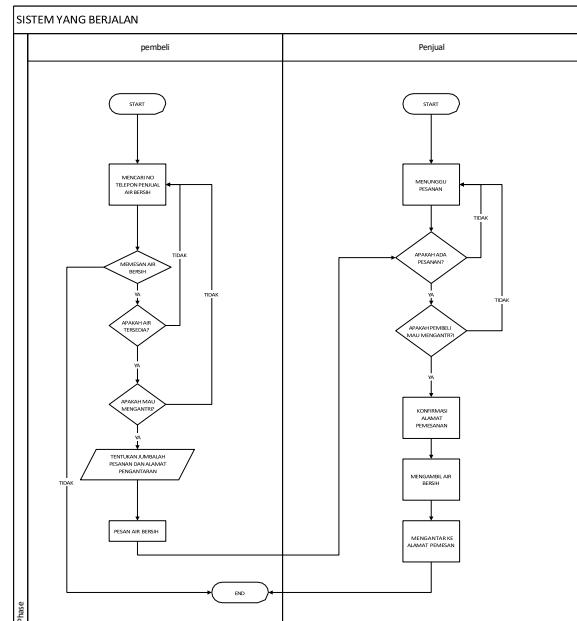 SISTEM YANG BERJALAN
pembeli
Penjual
START
MENCARI NO
TELEPON PENJUAL
AIR BERSIH
MEMESAN AIR
BERSIH
TIDAK
YA
APAKAH AIR
TERSEDIA?
TIDAK
YA
APAKAH MAU
MENGANTRI?
TIDAK
YA
TENTUKAN JUMBALAH
PESANAN DAN ALAMAT
PENGANTARAN
PESAN AIR BERSIH
START
MENUNGGU
PESANAN
APAKAH ADA
PESANAN?
TIDAK
YA
APAKAH PEMBELI
MAU MENGANTR?I
TIDAK
YA
KONFIRMASI
ALAMAT
PEMESANAN
MENGAMBIL AIR
BERSIH
MENGANTAR KE
ALAMAT PEMESAN
END
Phase